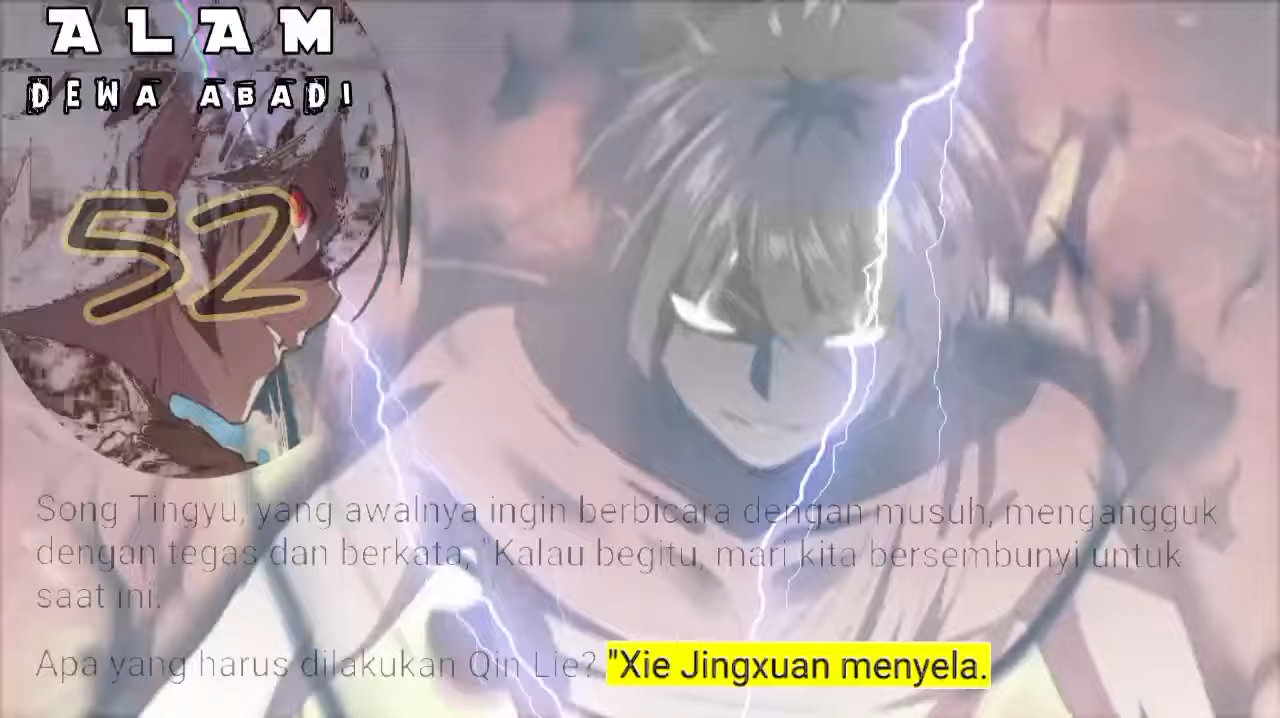 ALAM
DEWA ABADI
52
Song Tingyu, yang awalnya ingin berbicara dengan musuh, mengangguk
dengan tegas dan berkata, "Kalau begitu, mari kita bersembunyi untuk
saat ini.
Apa yang harus dilakukan Qin Lie? "Xie Jingxuan menyela.